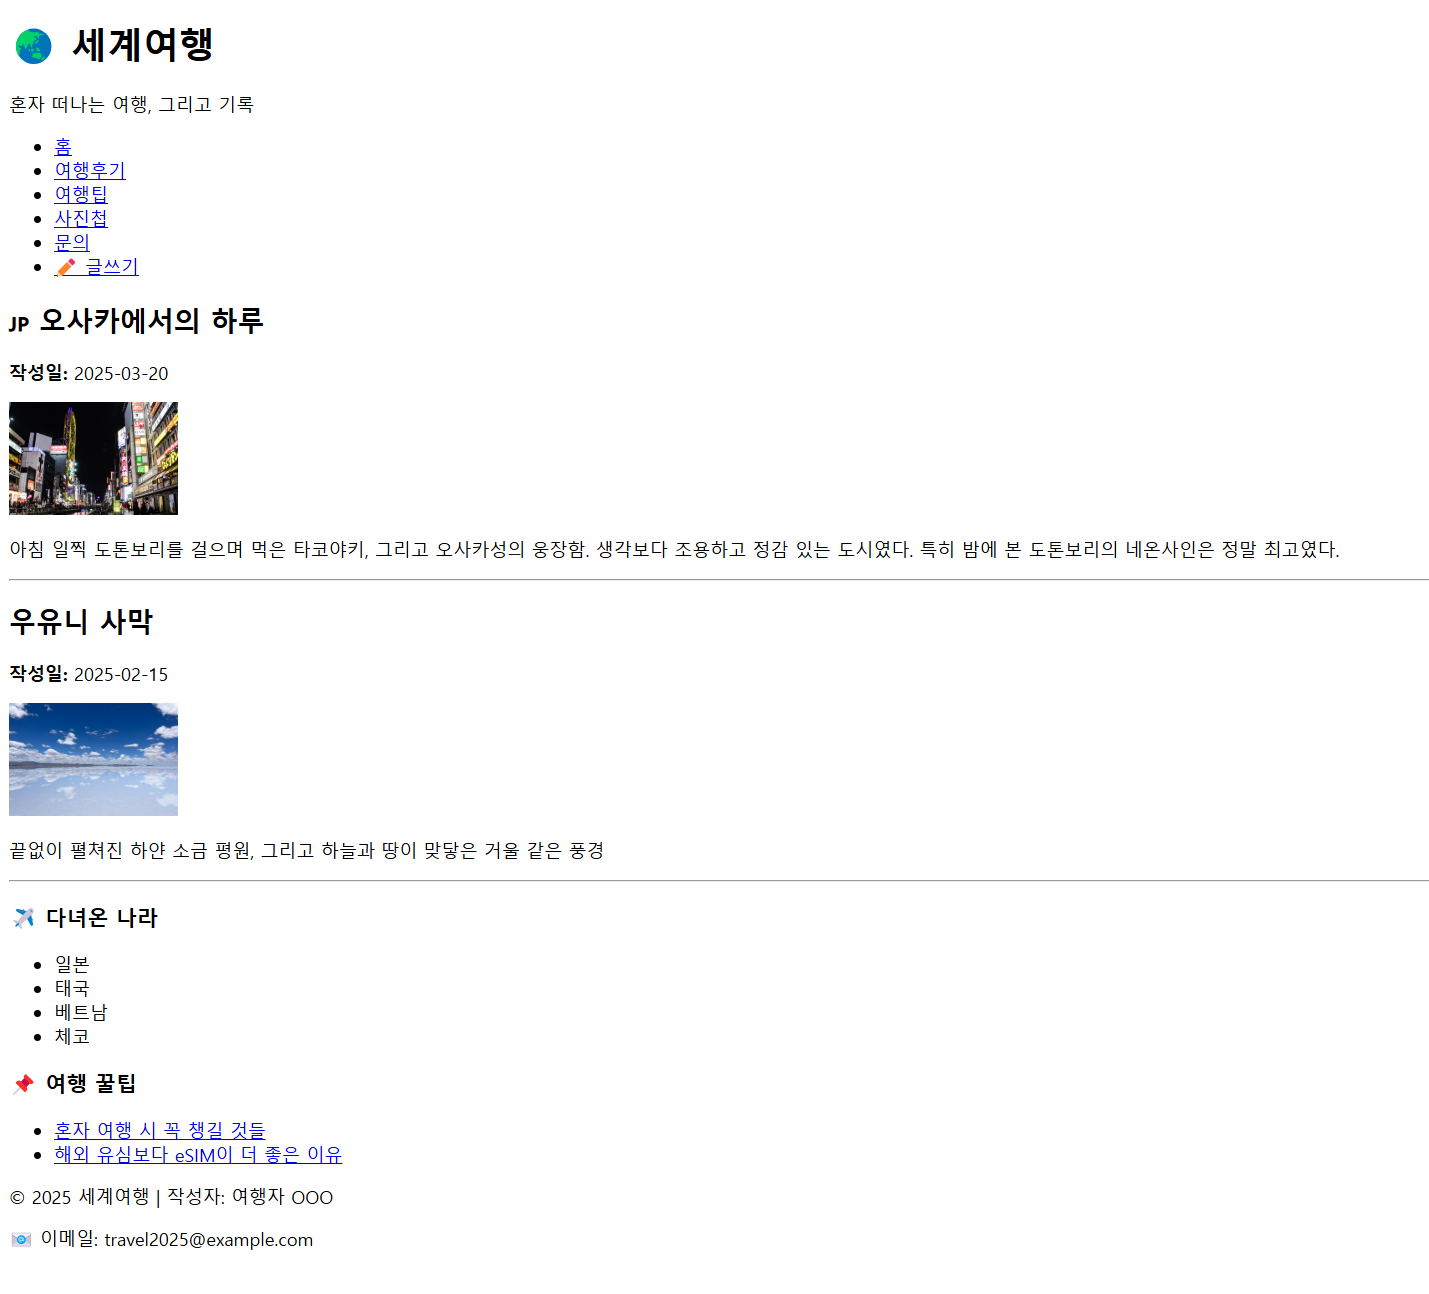 🌏 세계여행
혼자 떠나는 여행, 그리고 기록
홈
여행후기
여행팁
사진첩
문의
✏️ 글쓰기
JP 오사카에서의 하루
작성일: 2025-03-20
아침 일찍 도톤보리를 걸으며 먹은 타코야키, 그리고 오사카성의 웅장함. 생각보다 조용하고 정감 있는 도시였다. 특히 밤에 본 도톤보리의 네온사인은 정말 최고였다.
우유니 사막
작성일: 2025-02-15
끝없이 펼쳐진 하얀 소금 평원, 그리고 하늘과 땅이 맞닿은 거울 같은 풍경
✈️ 다녀온 나라
일본
태국
베트남
체코
📌 여행 꿀팁
혼자 여행 시 꼭 챙길 것들
해외 유심보다 eSIM이 더 좋은 이유
© 2025 세계여행 | 작성자: 여행자 OOO
📧 이메일: travel2025@example.com